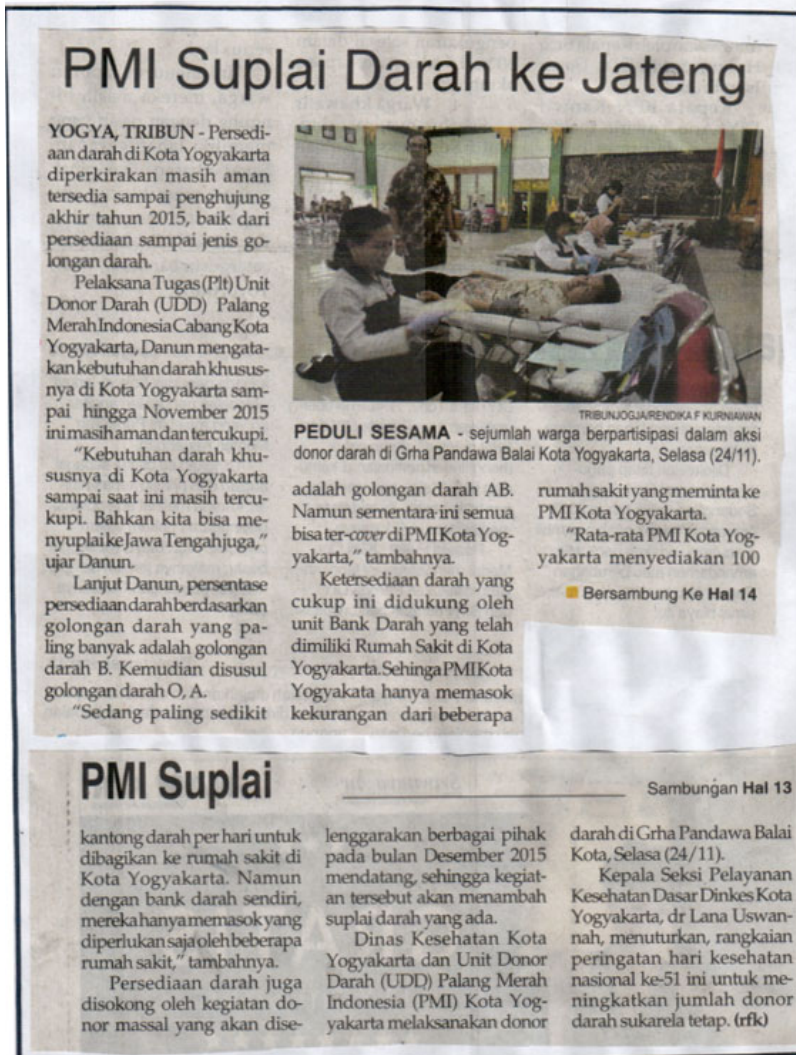 PMI Suplai Darah ke Jateng
YOGYA, TRIBUN - Persedi-
aan darah di Kota Yogyakarta
diperkirakan masih aman
tersedia sampai penghujung
akhir tahun 2015, baik dari
persediaan sampai jenis go-
longan darah.
Pelaksana Tugas (Plt) Unit
Donor Darah (UDD) Palang
Merah Indonesia Cabang Kota
Yogyakarta, Danun mengata-
kan kebutuhan darah khusus-
nya di Kota Yogyakarta sam-
pai hingga November 2015
ini masih aman dan tercukupi.
"Kebutuhan darah khu-
susnya di Kota Yogyakarta
sampai saat ini masih tercu-
kupi. Bahkan kita bisa me-
nyuplai ke Jawa Tengah juga,"
ujar Danun.
Lanjut Danun, persentase
persediaan darah berdasarkan
golongan darah yang pa-
ling banyak adalah golongan
darah B. Kemudian disusul
golongan darah O, A.
"Sedang paling sedikit
TRIBUNJOGJA/RENDIKA F KURNIAWAN
PEDULI SESAMA - sejumlah warga berpartisipasi dalam aksi
donor darah di Grha Pandawa Balai Kota Yogyakarta, Selasa (24/11).
adalah golongan darah AB.
Namun sementara ini semua
bisa ter-cover di PMI Kota Yog-
yakarta," tambahnya.
Ketersediaan darah yang
cukup ini didukung oleh
unit Bank Darah yang telah
dimiliki Rumah Sakit di Kota
Yogyakarta. Sehinga PMI Kota
Yogyakata hanya memasok
kekurangan dari beberapa
rumah sakit yang meminta ke
PMI Kota Yogyakarta.
"Rata-rata PMI Kota Yog-
yakarta menyediakan 100
Bersambung Ke Hal 14
PMI Suplai
Sambungan Hal 13
kantong darah per hari untuk
dibagikan ke rumah sakit di
Kota Yogyakarta. Namun
dengan bank darah sendiri,
mereka hanya memasok yang
diperlukan saja oleh beberapa
rumah sakit," tambahnya.
Persediaan darah juga
disokong oleh kegiatan do-
nor massal yang akan dise-
lenggarakan berbagai pihak
pada bulan Desember 2015
mendatang, sehingga kegiat-
an tersebut akan menambah
suplai darah yang ada.
Dinas Kesehatan Kota
Yogyakarta dan Unit Donor
Darah (UDD) Palang Merah
Indonesia (PMI) Kota Yog-
yakarta melaksanakan donor
darah di Grha Pandawa Balai
Kota, Selasa (24/11).
Kepala Seksi Pelayanan
Kesehatan Dasar Dinkes Kota
Yogyakarta, dr Lana Uswan-
nah, menuturkan, rangkaian
peringatan hari kesehatan
nasional ke-51 ini untuk me-
ningkatkan jumlah donor
darah sukarela tetap. (rfk)